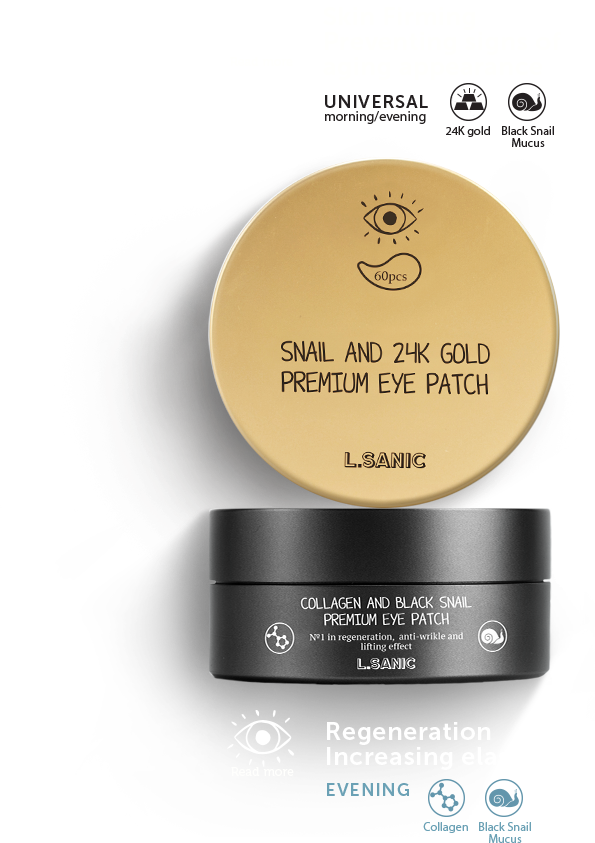 UNIVERSAL
morning/evening
24K gold
Black Snail
Mucus
60pcs
SNAIL AND 24K GOLD
PREMIUM EYE PATCH
L.SANIC
COLLAGEN AND BLACK SNAIL
PREMIUM EYE PATCH
№1 in regeneration, anti-wrikle and
lifting effect
L.SANIC
Regeneration
Increasing
Read more
EVENING
Collagen
Black Snail
Mucus